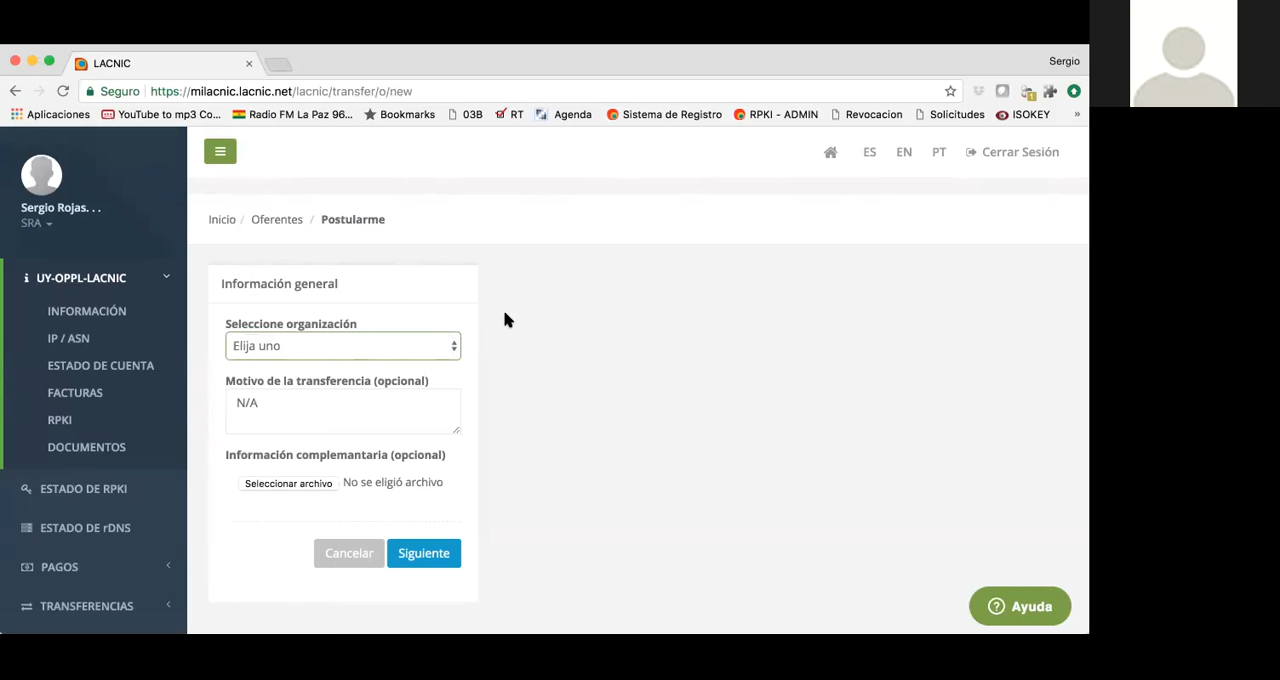 LACNIC
Sergio
Seguro https://milacnic.lacnic.net/lacnic/transfer/o/new
Aplicaciones YouTube to mp3 Co... Radio FM La Paz 96... Bookmarks 03B RT Agenda Sistema de Registro RPKI - ADMIN Revocacion Solicitudes ISOKEY »
ES EN PT Cerrar Sesión
Sergio Rojas. . .
SRA
Inicio / Oferentes / Postularme
UY-OPPL-LACNIC
INFORMACIÓN
IP / ASN
ESTADO DE CUENTA
FACTURAS
RPKI
DOCUMENTOS
ESTADO DE RPKI
ESTADO DE rDNS
PAGOS
TRANSFERENCIAS
Información general
Seleccione organización
Elija uno
Motivo de la transferencia (opcional)
N/A
Información complemantaria (opcional)
Seleccionar archivo No se eligió archivo
Cancelar Siguiente
Ayuda